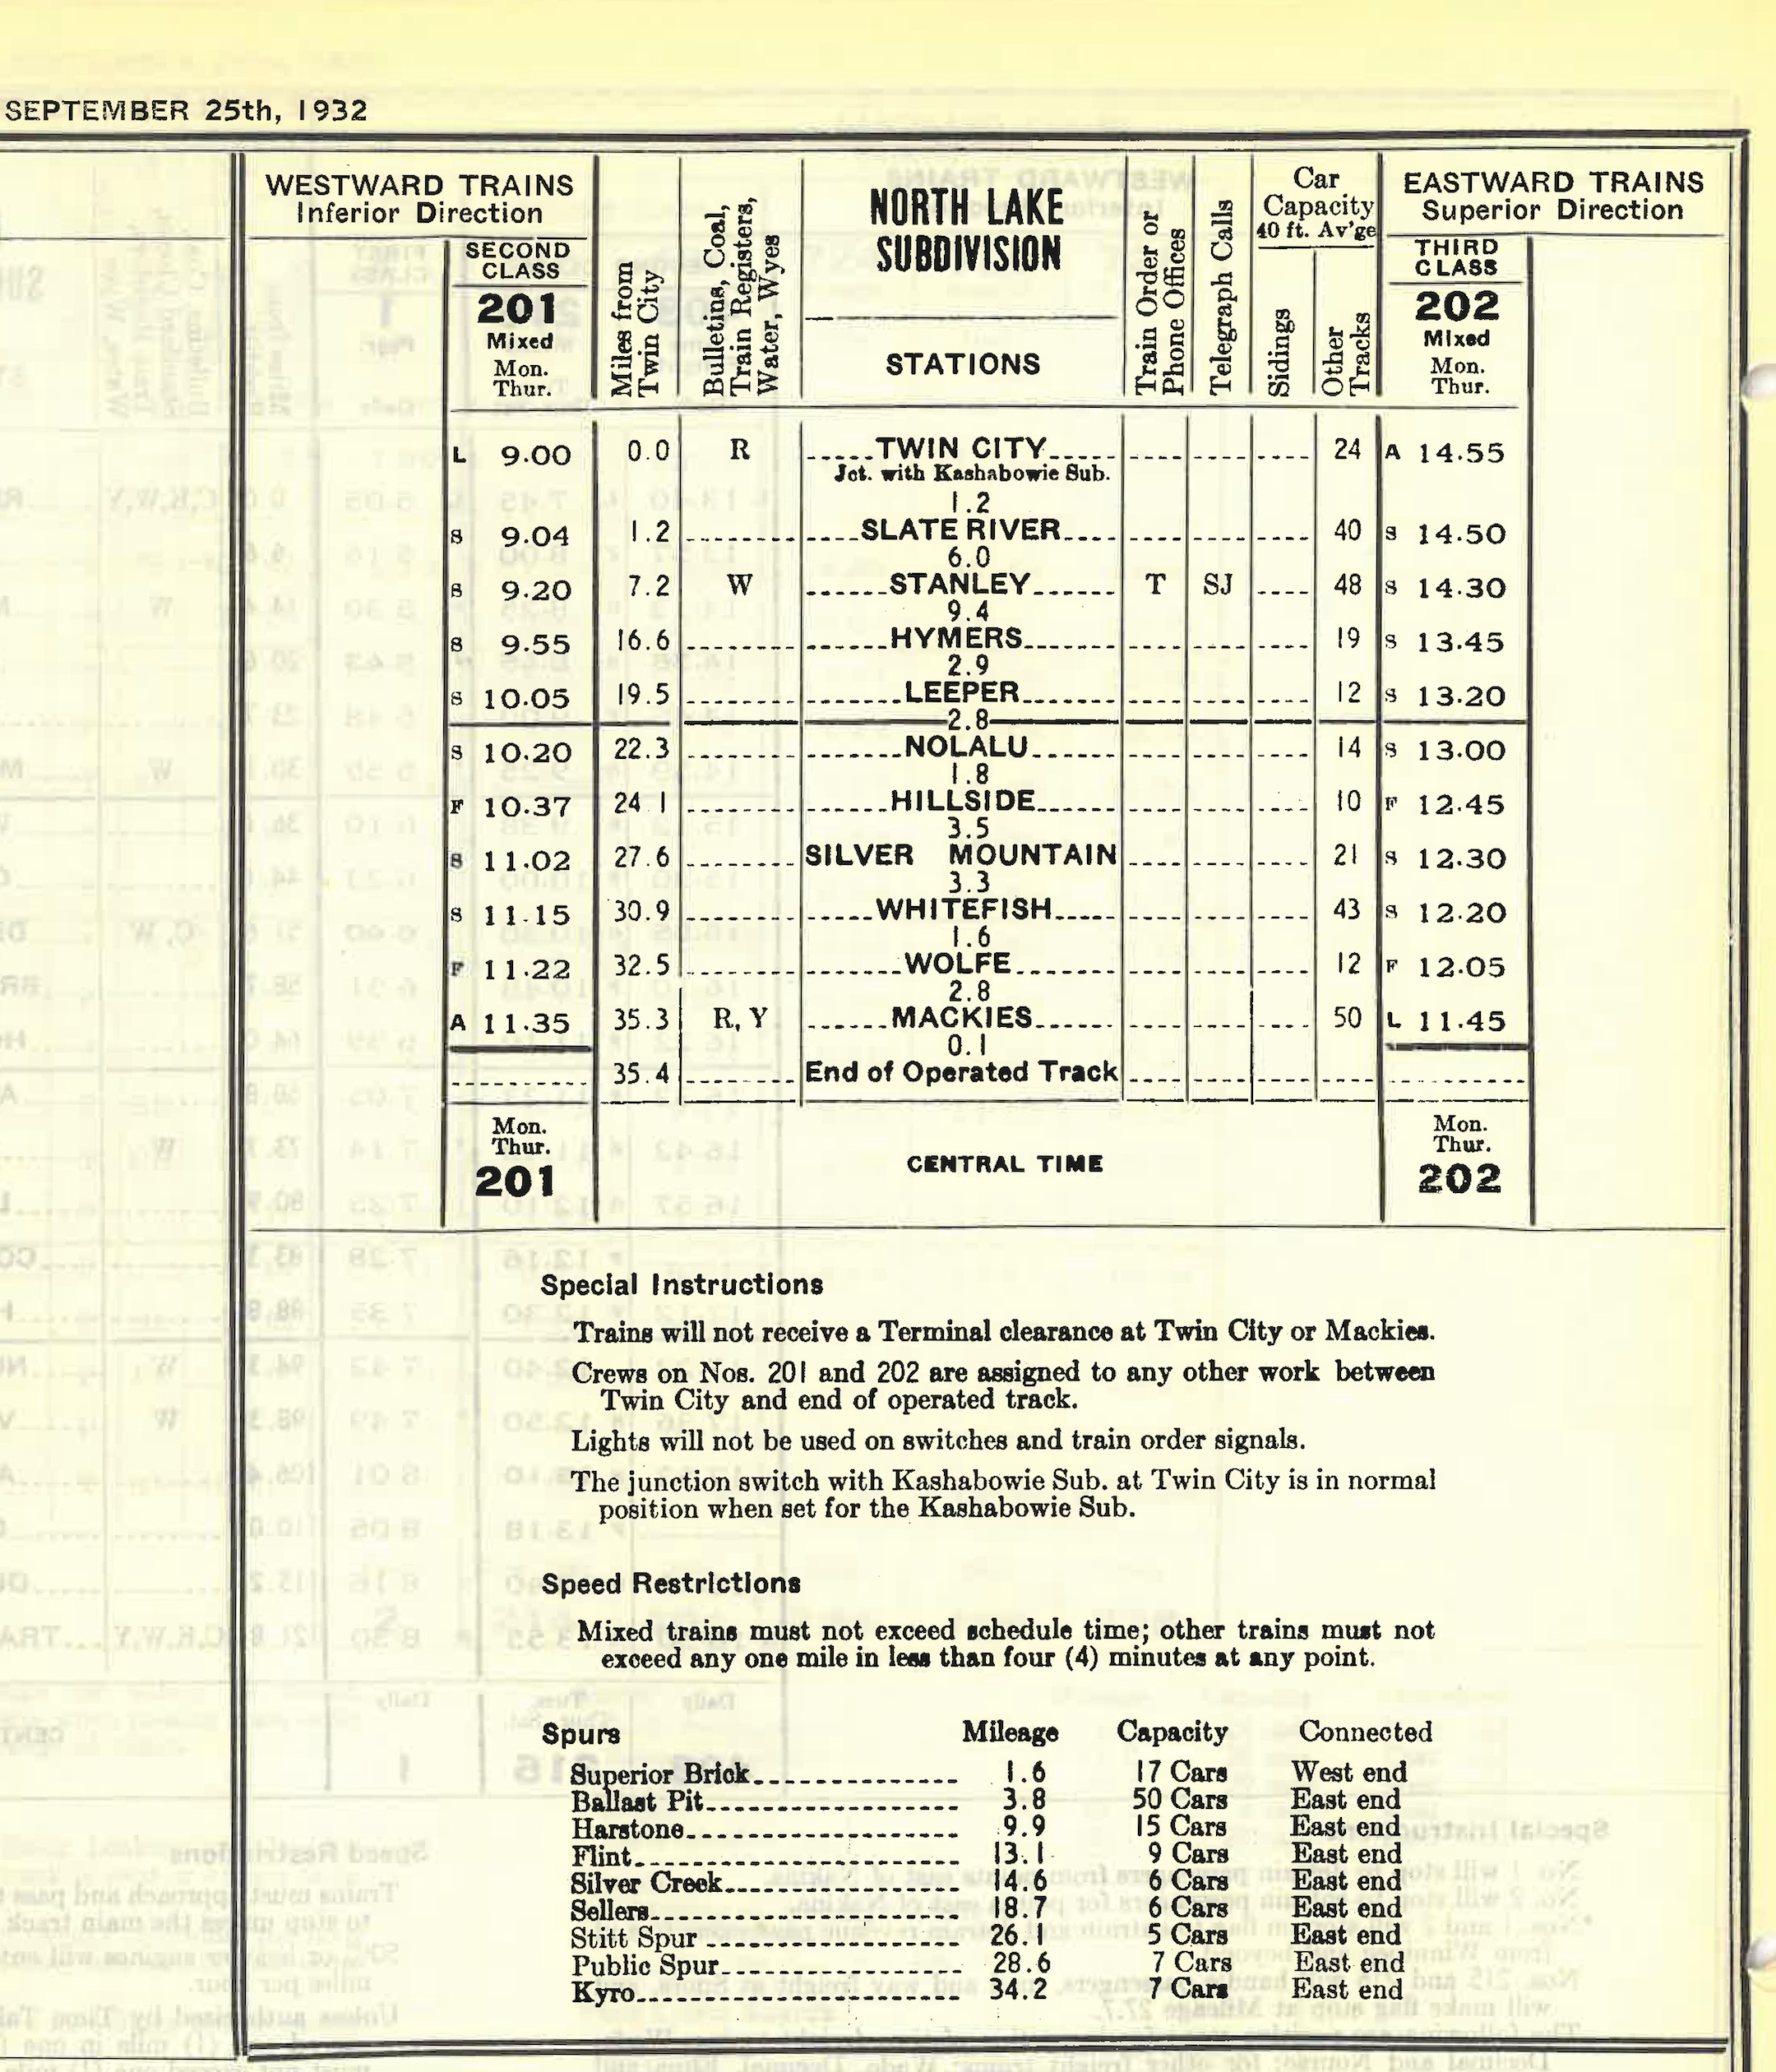 SEPTEMBER 25th, 1932
WESTWARD TRAINS
Inferior Direction
SECOND
CLASS
201
Mixed
Mon.
Thur.
Miles from
Twin City
Bulletins, Coal,
Train Registers,
Water, Wyes
NORTH LAKE
SUBDIVISION
STATIONS
Train Order or
Phone Offices
Telegraph Calls
Car
Capacity
40 ft. Av'ge
Sidings
Other
Tracks
EASTWARD TRAINS
Superior Direction
THIRD
CLASS
202
Mixed
Mon.
Thur.
L 9.00 0.0 R TWIN CITY 24 A 14.55
Jct. with Kashabowie Sub.
1.2
S 9.04 1.2 SLATE RIVER 40 S 14.50
6.0
S 9.20 7.2 W STANLEY T SJ 48 S 14.30
9.4
S 9.55 16.6 HYMERS 19 S 13.45
2.9
S 10.05 19.5 LEEPER 12 S 13.20
2.8
S 10.20 22.3 NOLALU 14 S 13.00
1.8
F 10.37 24 1 HILLSIDE 10 F 12.45
3.5
S 11.02 27.6 SILVER MOUNTAIN 21 S 12.30
3.3
S 11.15 30.9 WHITEFISH 43 S 12.20
1.6
F 11.22 32.5 WOLFE 12 F 12.05
2.8
A 11.35 35.3 R, Y MACKIES 50 L 11.45
0.1
35.4 End of Operated Track
Mon.
Thur.
201
CENTRAL TIME
Mon.
Thur.
202
Special Instructions
Trains will not receive a Terminal clearance at Twin City or Mackies.
Crews on Nos. 201 and 202 are assigned to any other work between
Twin City and end of operated track.
Lights will not be used on switches and train order signals.
The junction switch with Kashabowie Sub. at Twin City is in normal
position when set for the Kashabowie Sub.
Speed Restrictions
Mixed trains must not exceed schedule time; other trains must not
exceed any one mile in less than four (4) minutes at any point.
Spurs Mileage Capacity Connected
Superior Brick 1.6 17 Cars West end
Ballast Pit 3.8 50 Cars East end
Harstone 9.9 15 Cars East end
Flint 13.1 9 Cars East end
Silver Creek 14.6 6 Cars East end
Sellers 18.7 6 Cars East end
Stitt Spur 26.1 5 Cars East end
Public Spur 28.6 7 Cars East end
Kyro 34.2 7 Cars East end